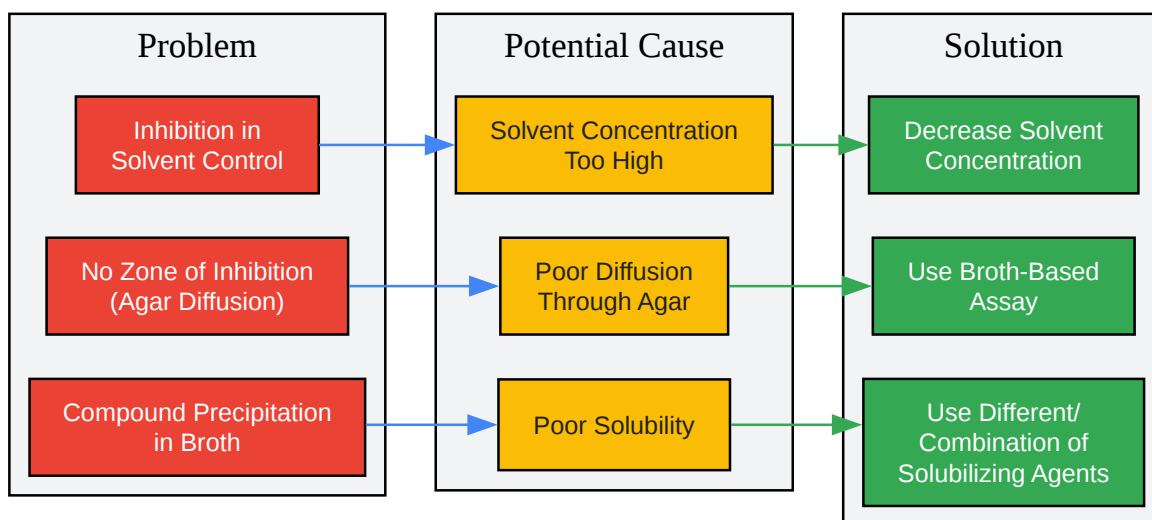 Problem
Potential Cause
Solution
Inhibition in
Solvent Control
Solvent Concentration
Too High
Decrease Solvent
Concentration
No Zone of Inhibition
(Agar Diffusion)
Poor Diffusion
Through Agar
Use Broth-Based
Assay
Compound Precipitation
in Broth
Poor Solubility
Use Different/
Combination of
Solubilizing Agents